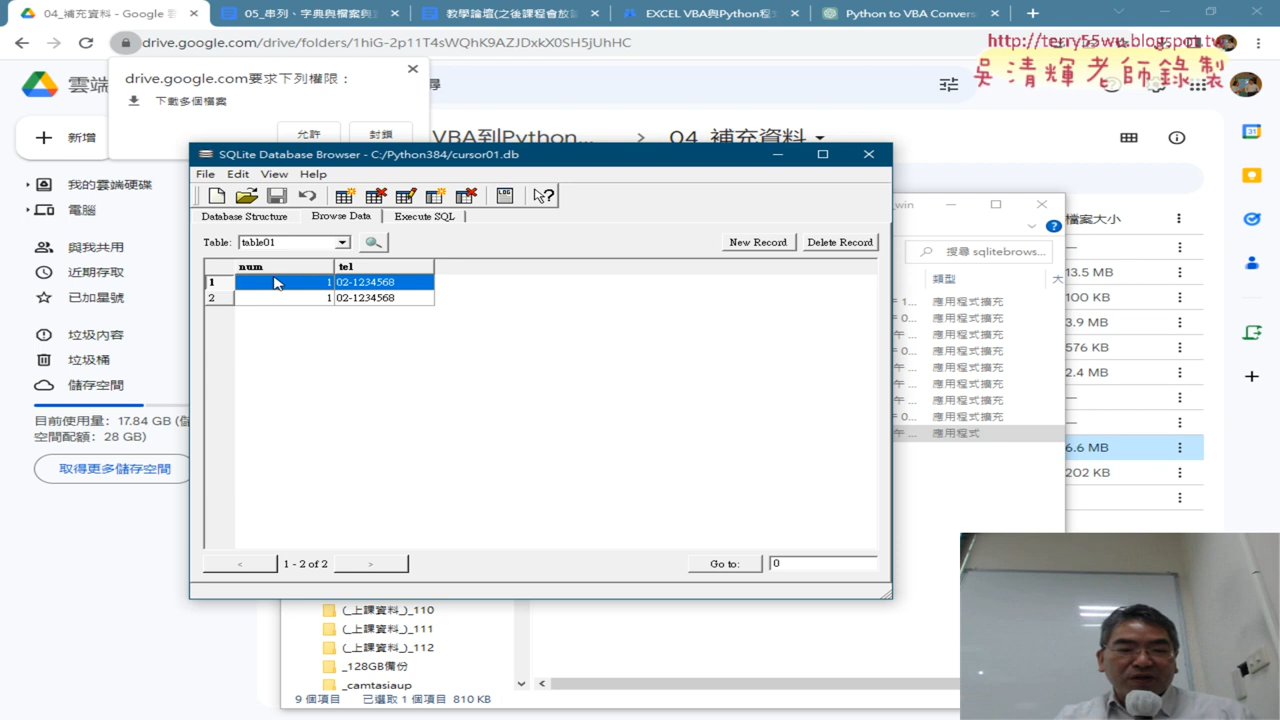 04_補充資料 - Google 雲
05_串列、字典與檔案與
教學論壇(之後課程會放
EXCEL VBA與Python程
Python to VBA Convers
drive.google.com/drive/folders/1hiG-2p11T4sWQhK9AZJDxkX0SH5jUhHC
http://terry55wu.blogspot.tw
吳清輝老師錄製
drive.google.com要求下列權限：
下載多個檔案
允許
封鎖
雲端
新增
我的雲端硬碟
電腦
與我共用
近期存取
已加星號
垃圾內容
垃圾桶
儲存空間
目前使用量：17.84 GB (儲
空間配額：28 GB)
取得更多儲存空間
VBA到Python...
04_補充資料
SQLite Database Browser - C:/Python384/cursor01.db
File Edit View Help
LOG
Database Structure Browse Data Execute SQL
Table: table01
New Record Delete Record
num tel
1 1 02-1234568
2 1 02-1234568
< 1 - 2 of 2 > Go to: 0
_win
搜尋 sqlitebrows...
類型
應用程式擴充
應用程式擴充
應用程式擴充
應用程式擴充
應用程式擴充
應用程式擴充
應用程式擴充
應用程式擴充
應用程式
檔案大小
13.5 MB
100 KB
3.9 MB
576 KB
2.4 MB
6.6 MB
202 KB
(_上課資料_)_110
(_上課資料_)_111
(_上課資料_)_112
_128GB備份
_camtasiaup
9 個項目 已選取 1 個項目 810 KB
31